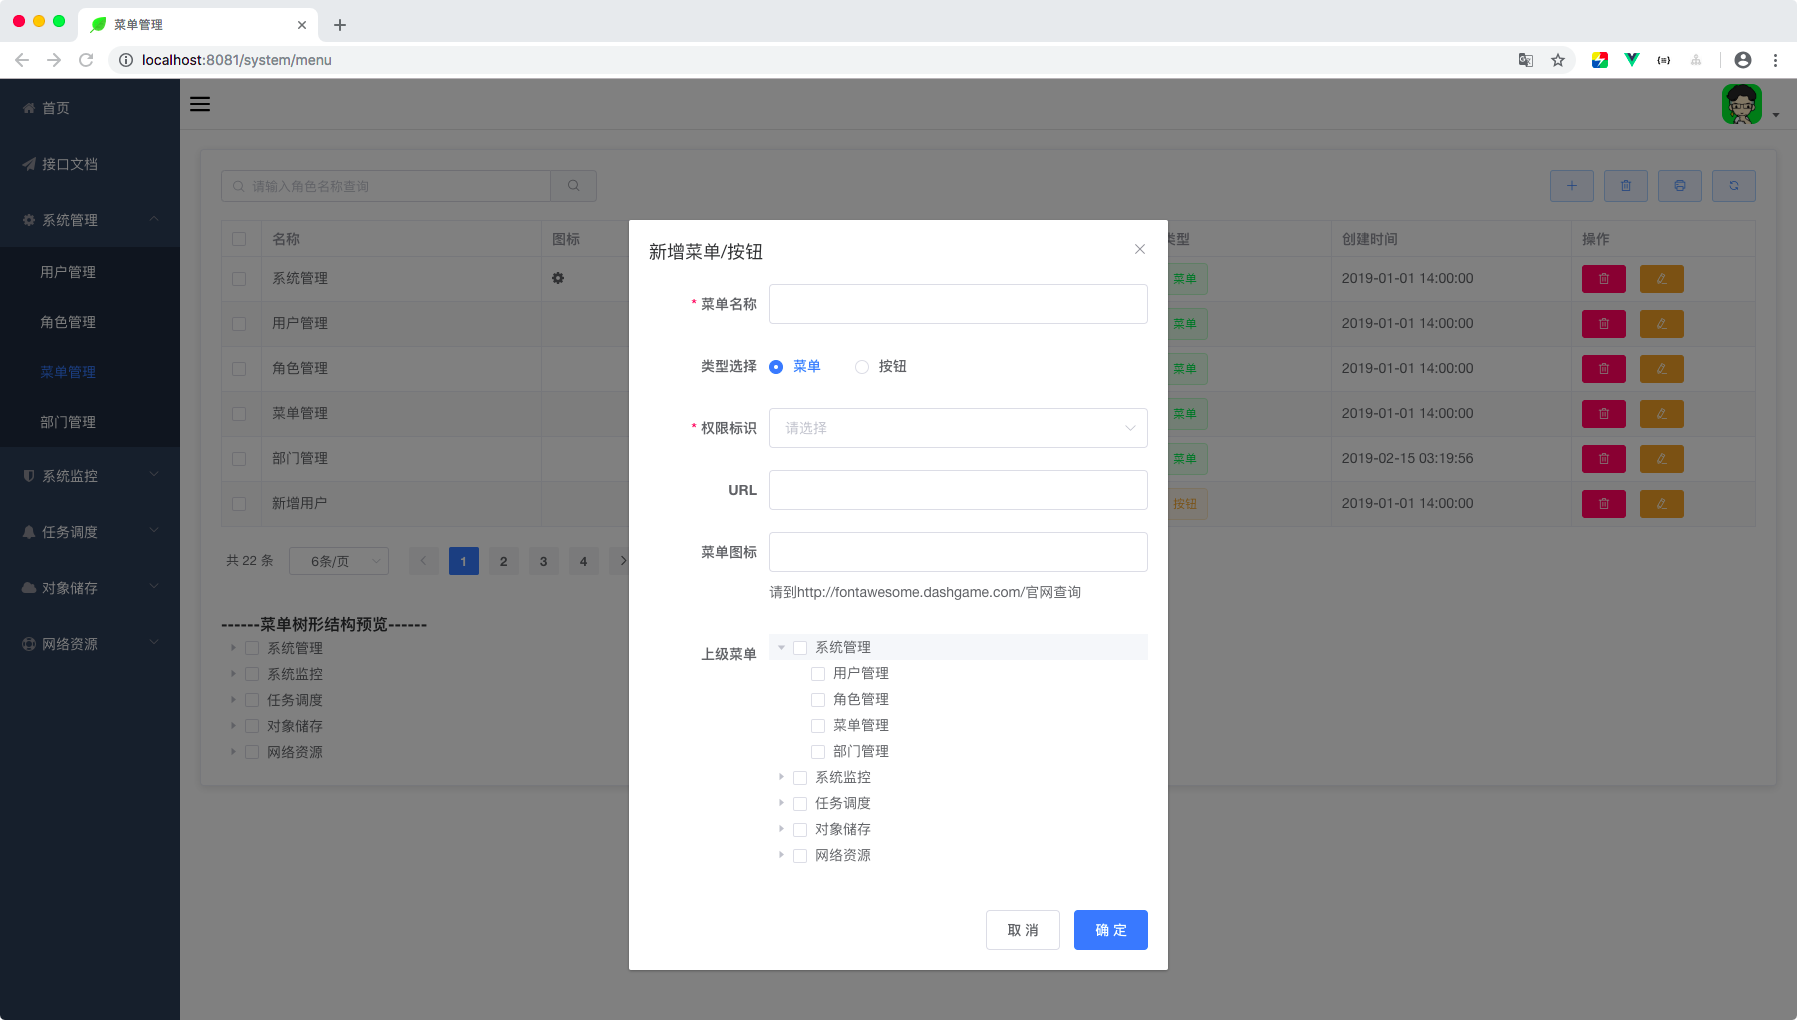 菜单管理
localhost:8081/system/menu
首页
接口文档
系统管理
用户管理
角色管理
菜单管理
部门管理
系统监控
任务调度
对象储存
网络资源
请输入角色名称查询
名称 图标 类型 创建时间 操作
系统管理 菜单 2019-01-01 14:00:00
用户管理 菜单 2019-01-01 14:00:00
角色管理 菜单 2019-01-01 14:00:00
菜单管理 菜单 2019-01-01 14:00:00
部门管理 菜单 2019-02-15 03:19:56
新增用户 按钮 2019-01-01 14:00:00
共 22 条 6条/页 1 2 3 4
------菜单树形结构预览------
系统管理
系统监控
任务调度
对象储存
网络资源
新增菜单/按钮
* 菜单名称
类型选择 菜单 按钮
* 权限标识 请选择
URL
菜单图标
请到http://fontawesome.dashgame.com/官网查询
上级菜单 系统管理
用户管理
角色管理
菜单管理
部门管理
系统监控
任务调度
对象储存
网络资源
取 消 确 定